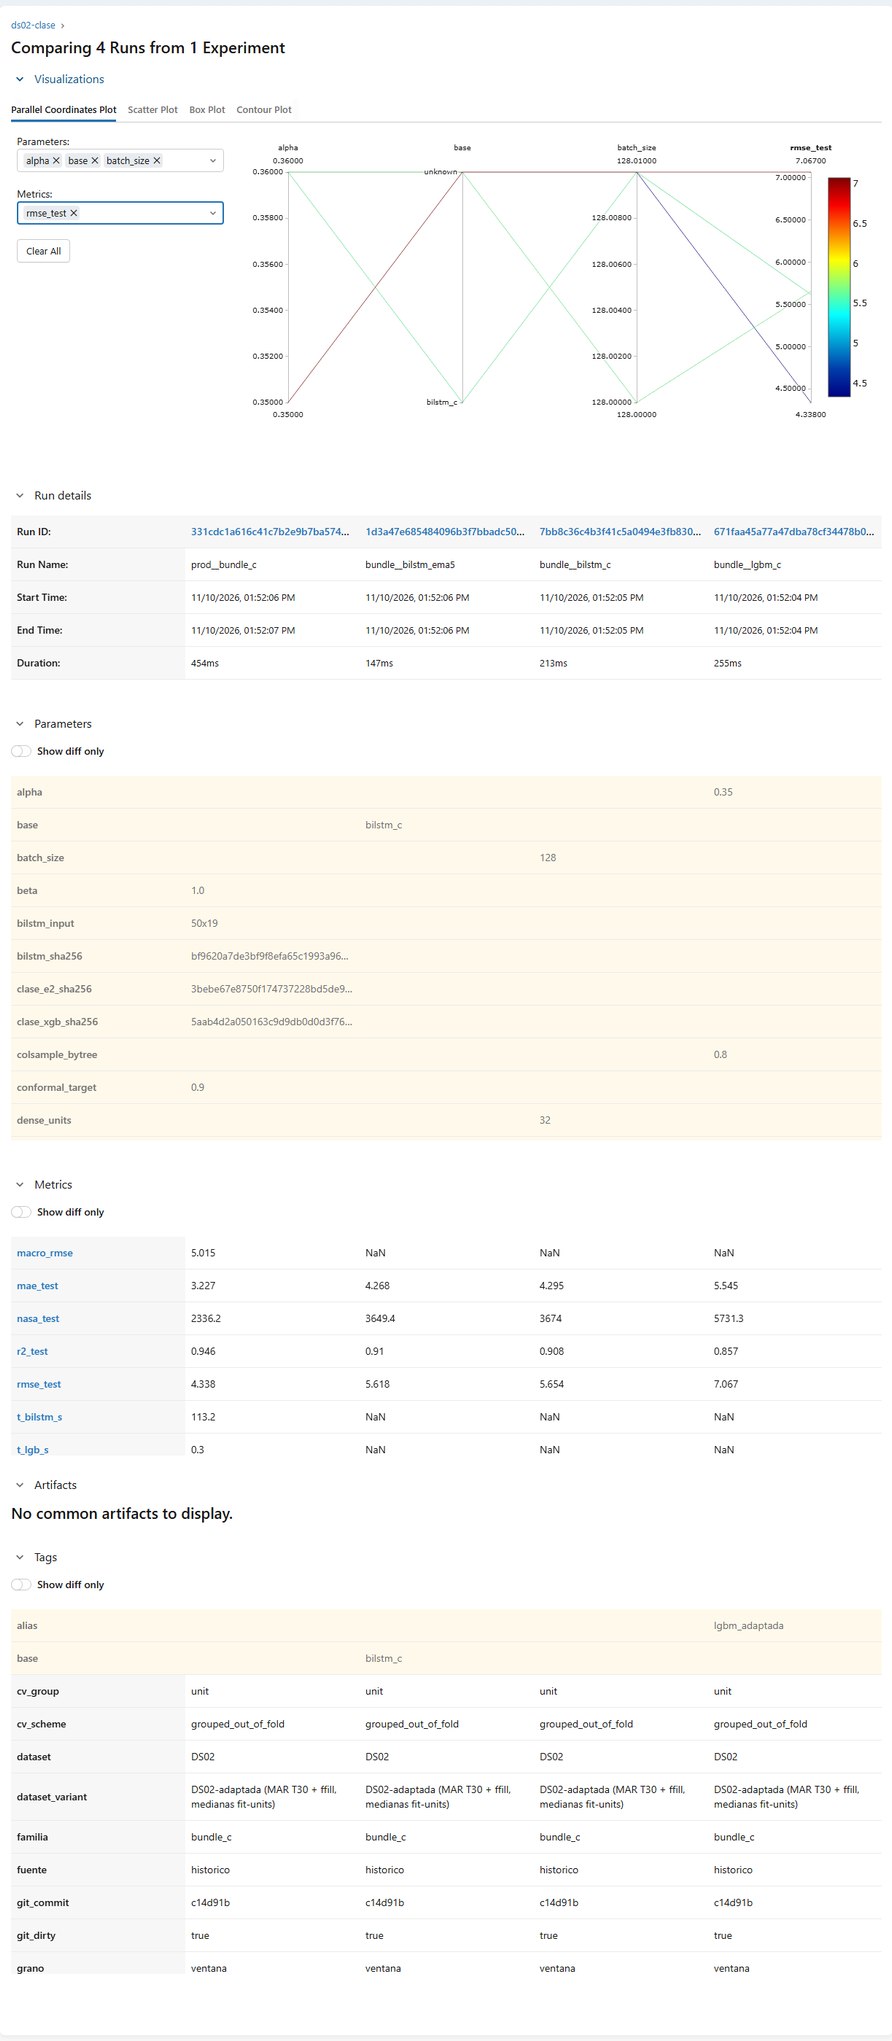 ds02-clase ›
Comparing 4 Runs from 1 Experiment
Visualizations
Parallel Coordinates Plot Scatter Plot Box Plot Contour Plot
Parameters:
alpha × base × batch_size ×
Metrics:
rmse_test ×
Clear All
alpha base batch_size rmse_test
0.36000 128.01000 7.06700
0.36000 unknown 7.00000 7
0.35800 128.00800 6.50000 6.5
0.35600 128.00600 6.00000 6
0.35400 128.00400 5.50000 5.5
0.35200 128.00200 5.00000 5
4.50000 4.5
0.35000 bilstm_c 128.00000
0.35000 128.00000 4.33800
Run details
Run ID: 331cdc1a616c41c7b2e9b7ba574... 1d3a47e685484096b3f7bbadc50... 7bb8c36c4b3f41c5a0494e3fb830... 671faa45a77a47dba78cf34478b0...
Run Name: prod__bundle_c bundle__bilstm_ema5 bundle__bilstm_c bundle__lgbm_c
Start Time: 11/10/2026, 01:52:06 PM 11/10/2026, 01:52:06 PM 11/10/2026, 01:52:05 PM 11/10/2026, 01:52:04 PM
End Time: 11/10/2026, 01:52:07 PM 11/10/2026, 01:52:06 PM 11/10/2026, 01:52:05 PM 11/10/2026, 01:52:04 PM
Duration: 454ms 147ms 213ms 255ms
Parameters
Show diff only
alpha 0.35
base bilstm_c
batch_size 128
beta 1.0
bilstm_input 50x19
bilstm_sha256 bf9620a7de3bf9f8efa65c1993a96...
clase_e2_sha256 3bebe67e8750f174737228bd5de9...
clase_xgb_sha256 5aab4d2a050163c9d9db0d0d3f76...
colsample_bytree 0.8
conformal_target 0.9
dense_units 32
Metrics
Show diff only
macro_rmse 5.015 NaN NaN NaN
mae_test 3.227 4.268 4.295 5.545
nasa_test 2336.2 3649.4 3674 5731.3
r2_test 0.946 0.91 0.908 0.857
rmse_test 4.338 5.618 5.654 7.067
t_bilstm_s 113.2 NaN NaN NaN
t_lgb_s 0.3 NaN NaN NaN
Artifacts
No common artifacts to display.
Tags
Show diff only
alias lgbm_adaptada
base bilstm_c
cv_group unit unit unit unit
cv_scheme grouped_out_of_fold grouped_out_of_fold grouped_out_of_fold grouped_out_of_fold
dataset DS02 DS02 DS02 DS02
dataset_variant DS02-adaptada (MAR T30 + ffill, DS02-adaptada (MAR T30 + ffill, DS02-adaptada (MAR T30 + ffill, DS02-adaptada (MAR T30 + ffill,
medianas fit-units) medianas fit-units) medianas fit-units) medianas fit-units)
familia bundle_c bundle_c bundle_c bundle_c
fuente historico historico historico historico
git_commit c14d91b c14d91b c14d91b c14d91b
git_dirty true true true true
grano ventana ventana ventana ventana